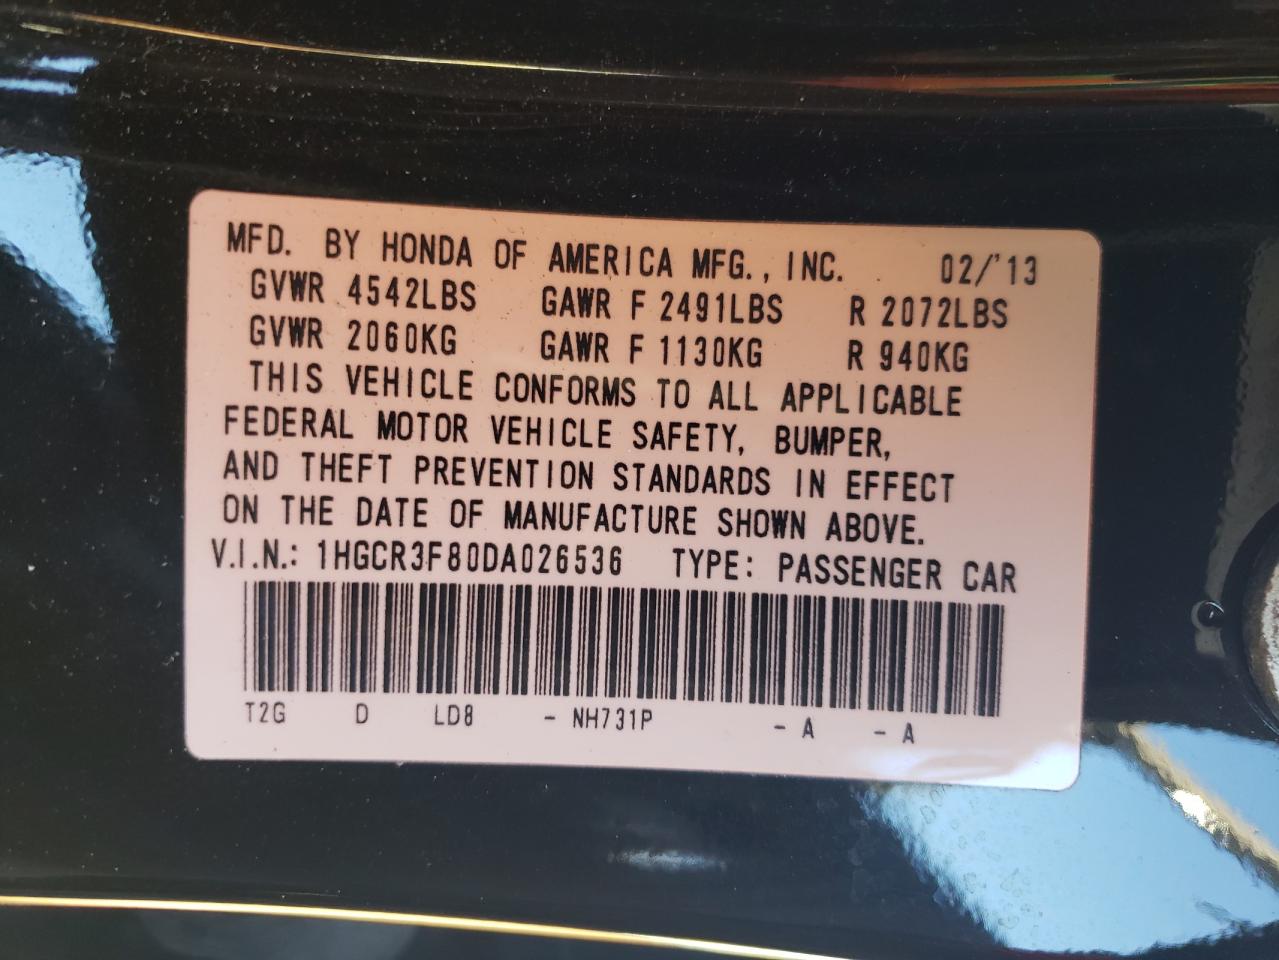 MFD. BY HONDA OF AMERICA MFG., INC. 02/'13
GVWR 4542LBS GAWR F 2491LBS R 2072LBS
GVWR 2060KG GAWR F 1130KG R 940KG
THIS VEHICLE CONFORMS TO ALL APPLICABLE
FEDERAL MOTOR VEHICLE SAFETY, BUMPER,
AND THEFT PREVENTION STANDARDS IN EFFECT
ON THE DATE OF MANUFACTURE SHOWN ABOVE.
V.I.N.: 1HGCR3F80DA026536 TYPE: PASSENGER CAR
T2G D LD8 - NH731P - A - A